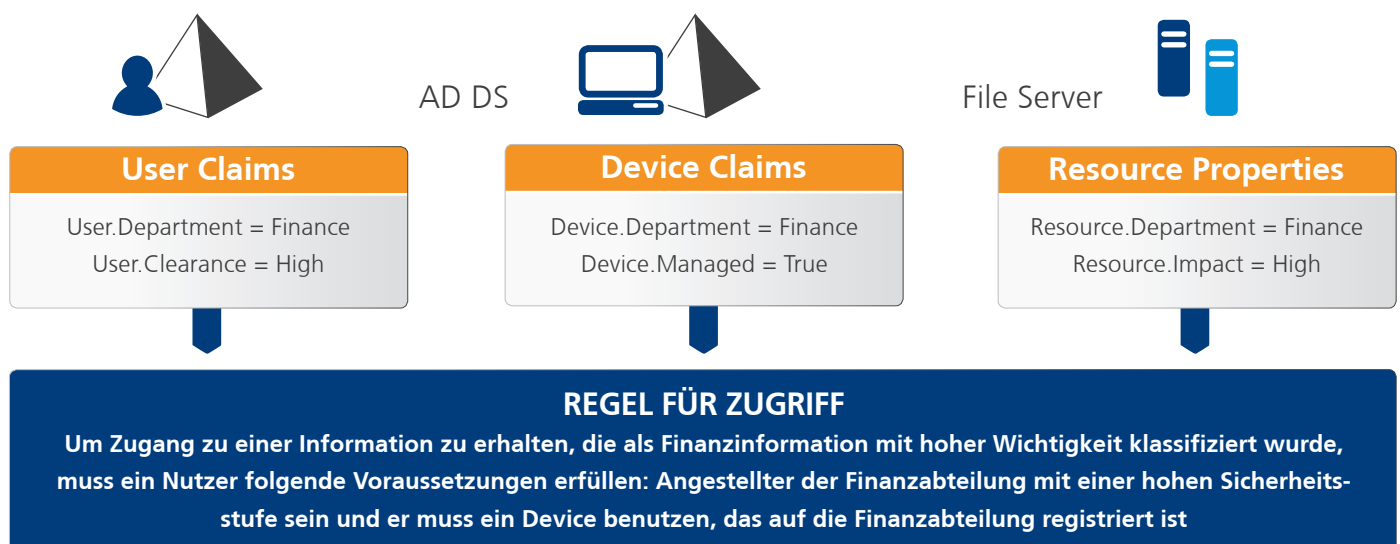 AD DS
File Server
User Claims
User.Department = Finance
User.Clearance = High
Device Claims
Device.Department = Finance
Device.Managed = True
Resource Properties
Resource.Department = Finance
Resource.Impact = High
REGEL FÜR ZUGRIFF
Um Zugang zu einer Information zu erhalten, die als Finanzinformation mit hoher Wichtigkeit klassifiziert wurde,
muss ein Nutzer folgende Voraussetzungen erfüllen: Angestellter der Finanzabteilung mit einer hohen Sicherheits-
stufe sein und er muss ein Device benutzen, das auf die Finanzabteilung registriert ist